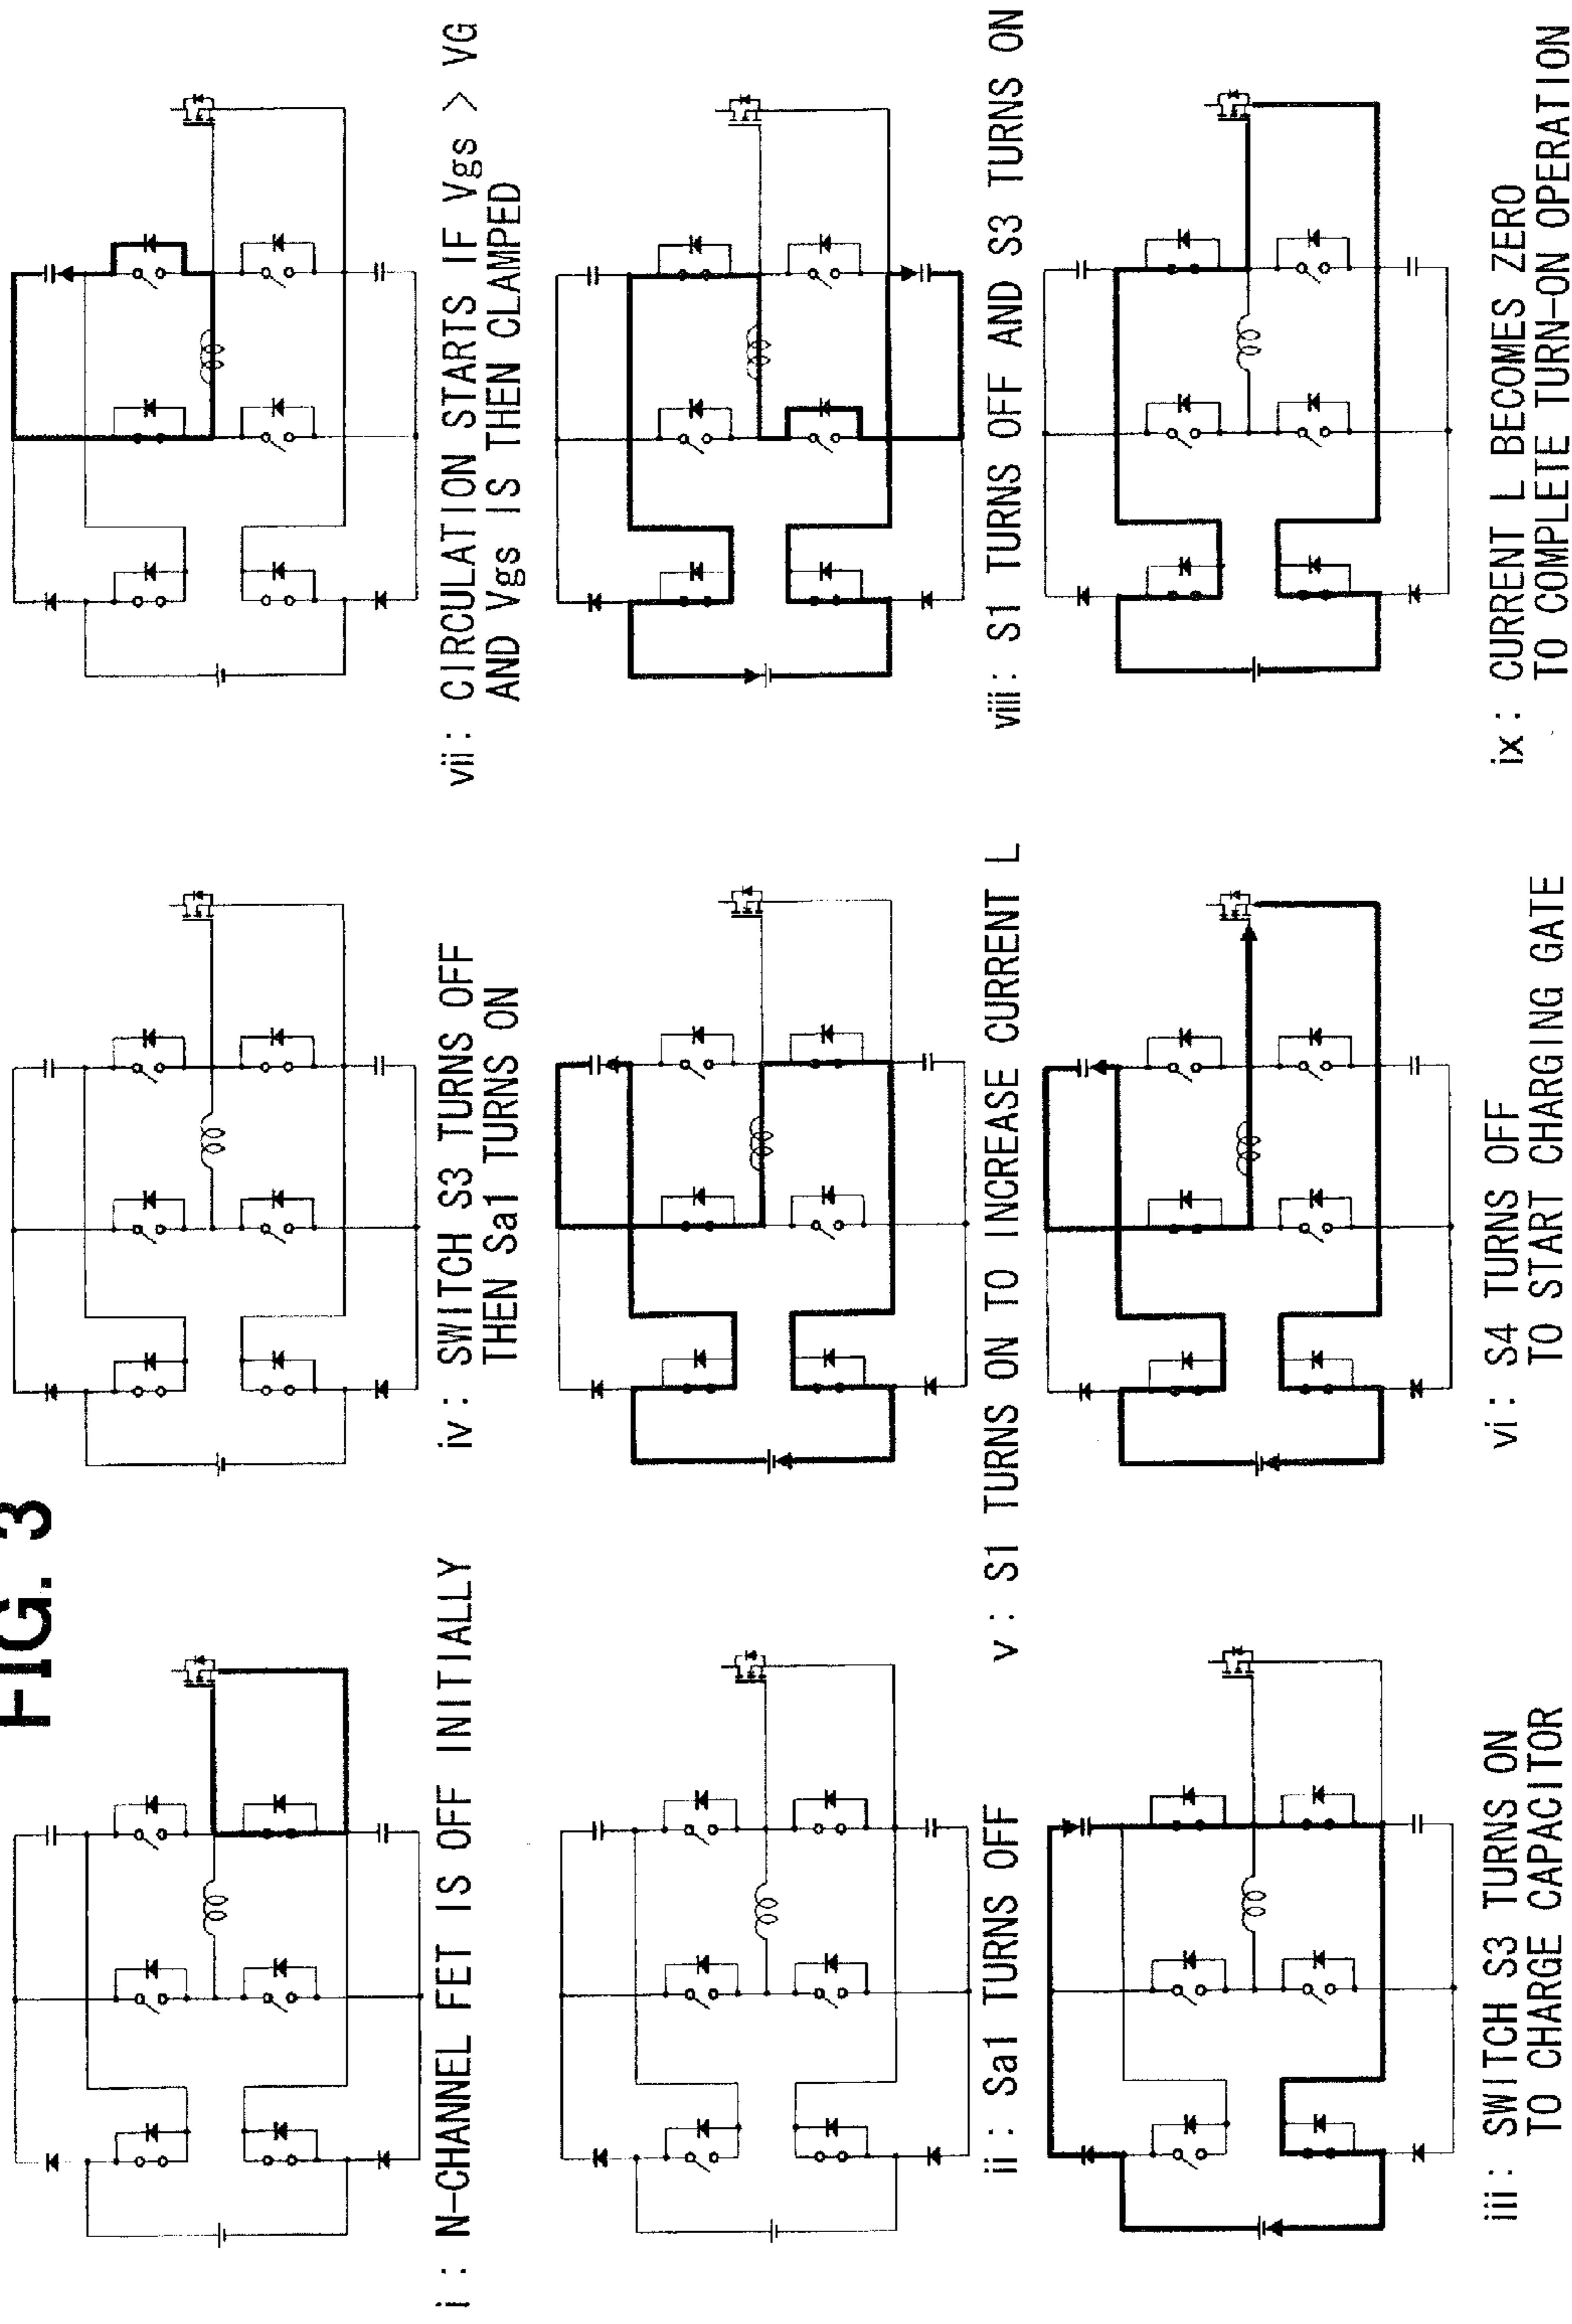 FIG. 3
i : N-CHANNEL FET IS OFF INITIALLY
ii : Sa1 TURNS OFF
iii : SWITCH S3 TURNS ON
TO CHARGE CAPACITOR
iv : SWITCH S3 TURNS OFF
THEN Sa1 TURNS ON
v : S1 TURNS ON TO INCREASE CURRENT L
vi : S4 TURNS OFF
TO START CHARGING GATE
vii : CIRCULATION STARTS IF Vgs > VG
AND Vgs IS THEN CLAMPED
viii : S1 TURNS OFF AND S3 TURNS ON
ix : CURRENT L BECOMES ZERO
TO COMPLETE TURN-ON OPERATION